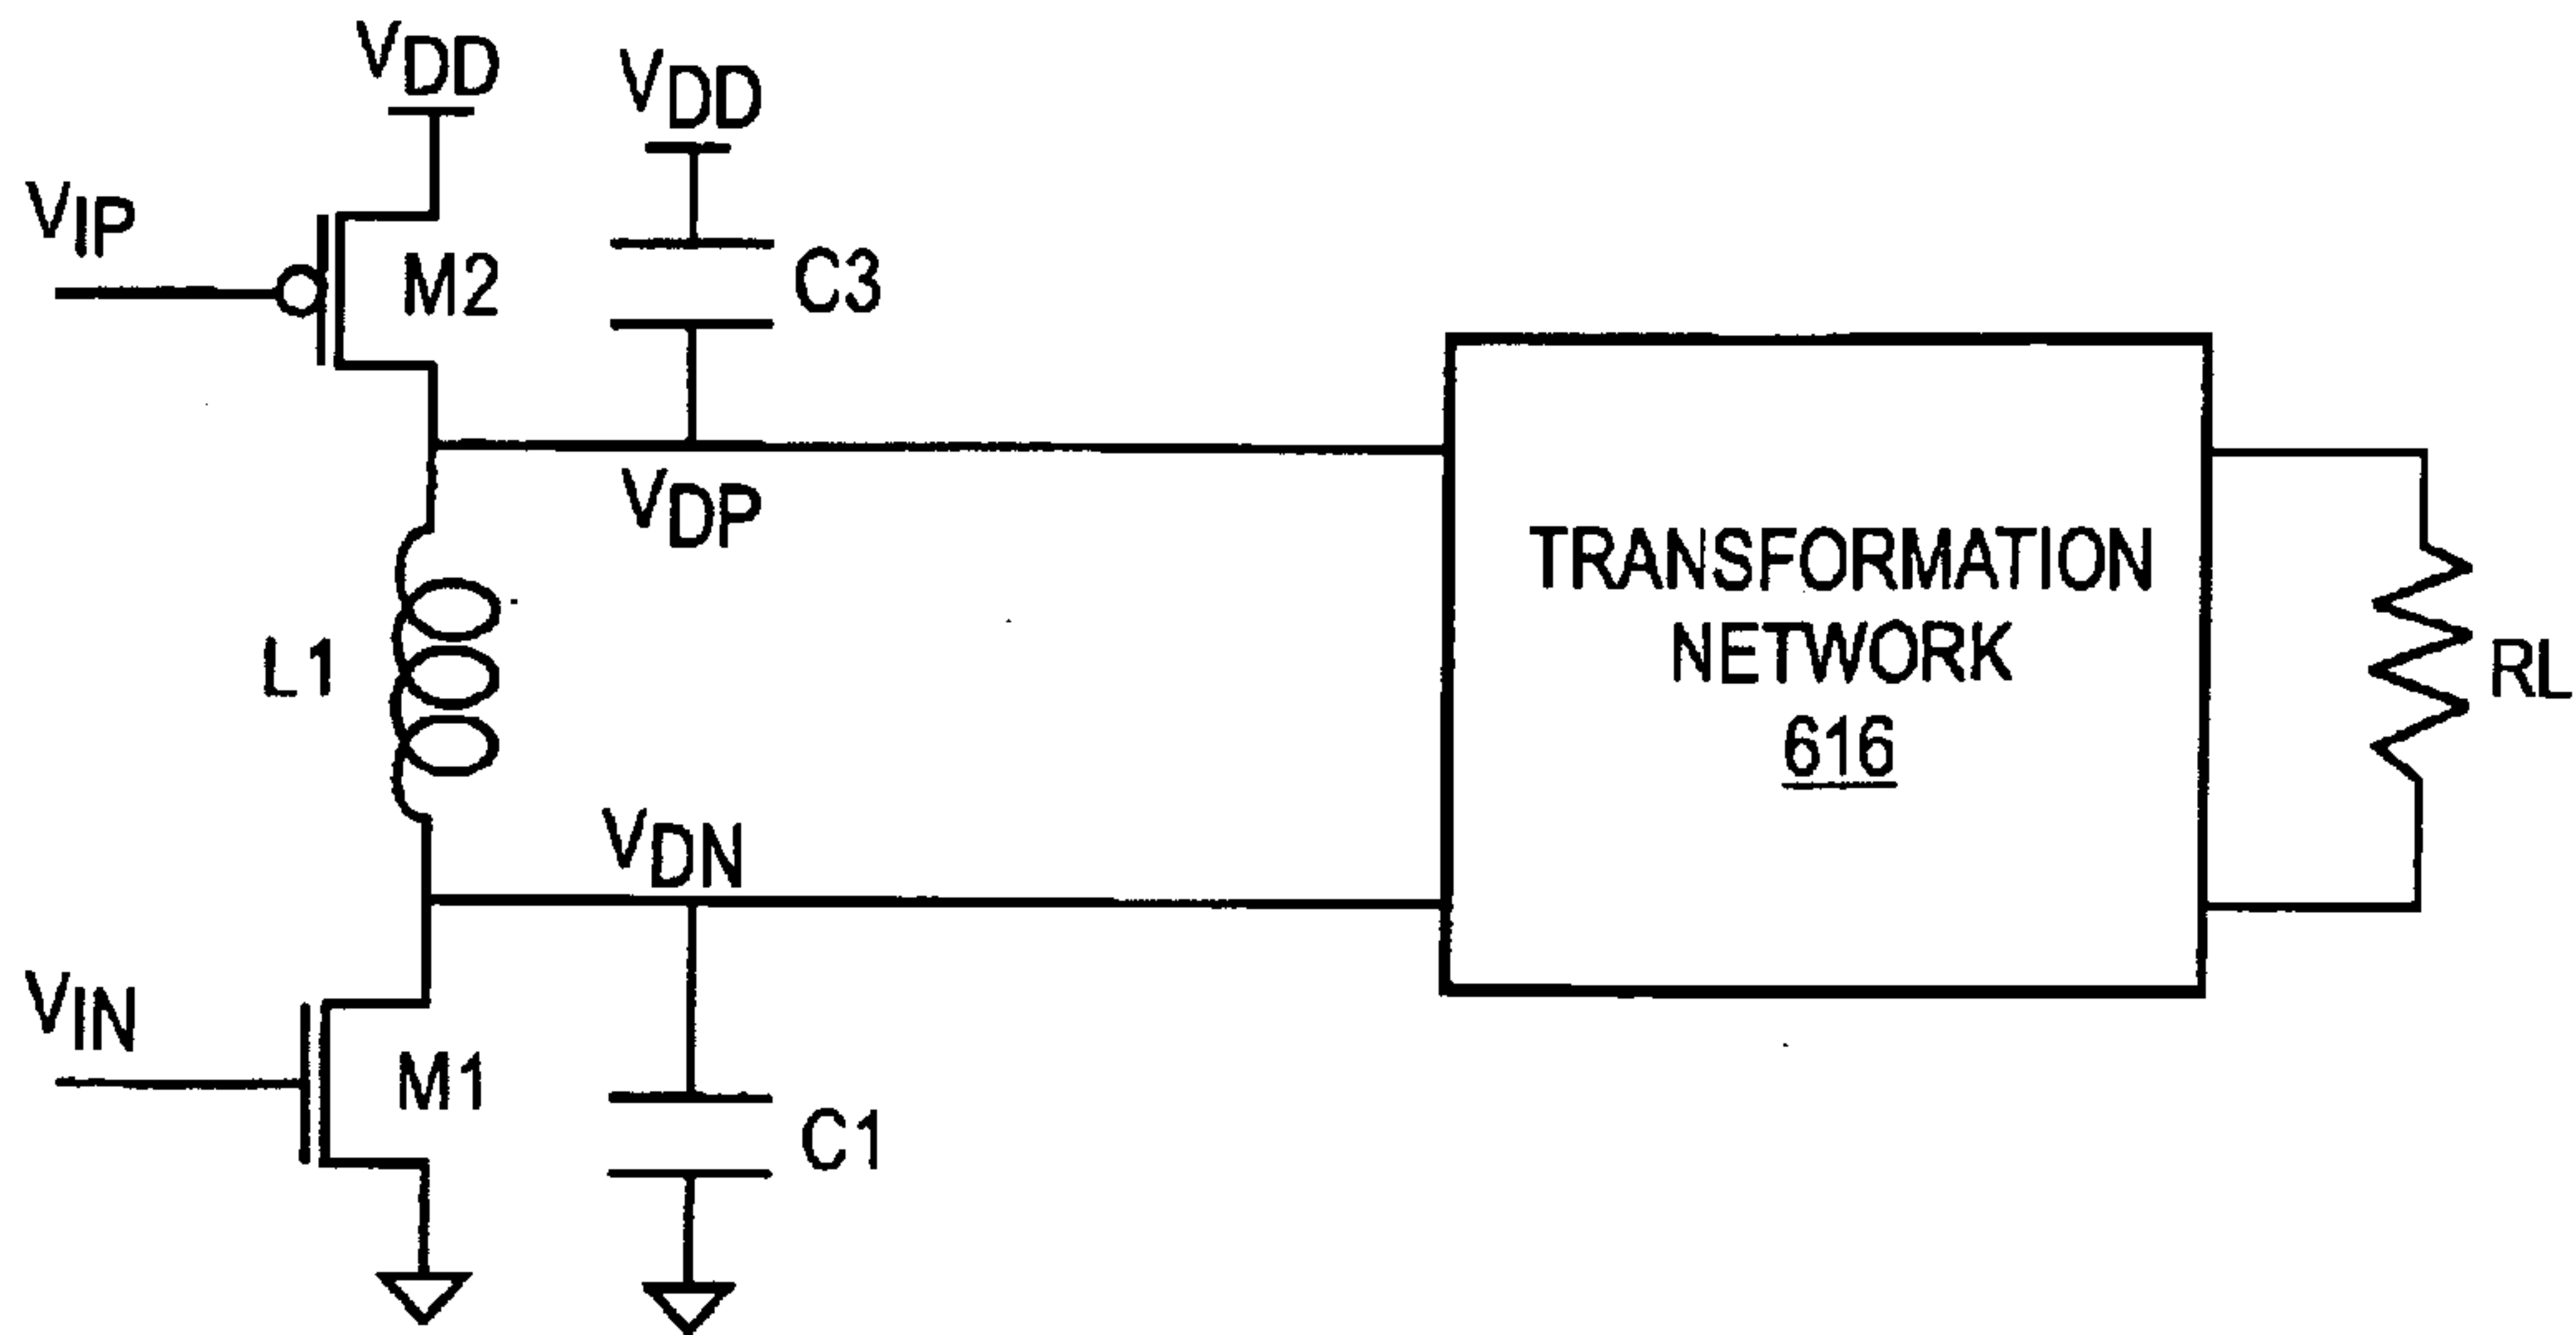 VDD
VDD
VIP
M2
C3
VDP
TRANSFORMATION
NETWORK
616
L1
RL
VDN
VIN
M1
C1